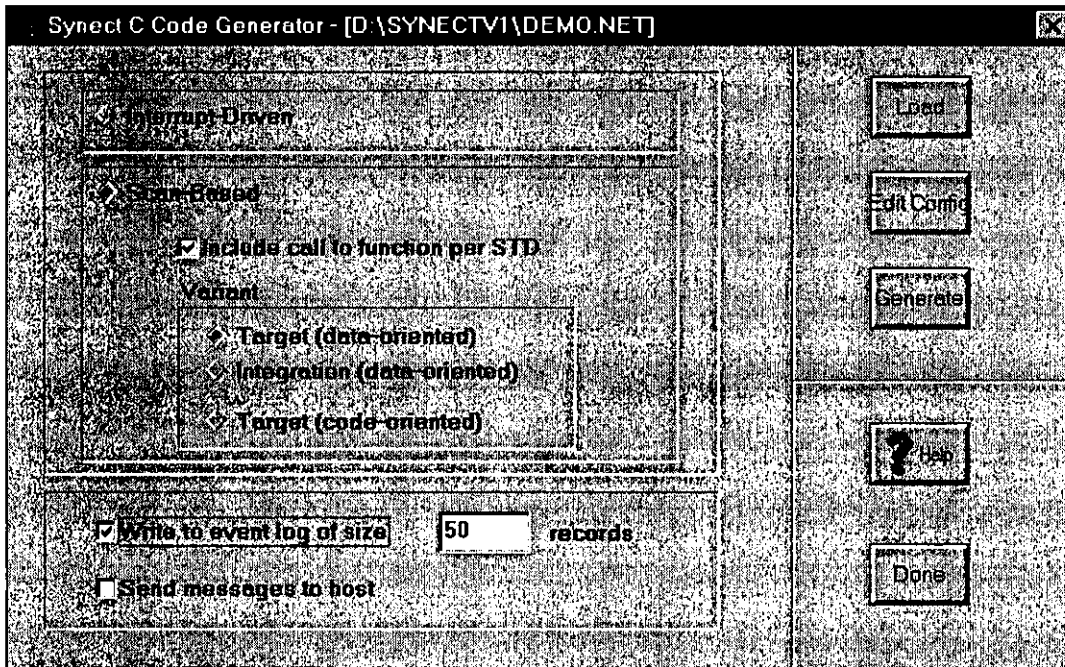 Synect C Code Generator - [D:\SYNECTV1\DEMO.NET]
Interrupt-Driven
Scan-Based
Include call to function per STD
Variant
Target (data-oriented)
Integration (data-oriented)
Target (code-oriented)
Write to event log of size 50 records
Send messages to host
Load
Edit Config
Generate
? Help
Done